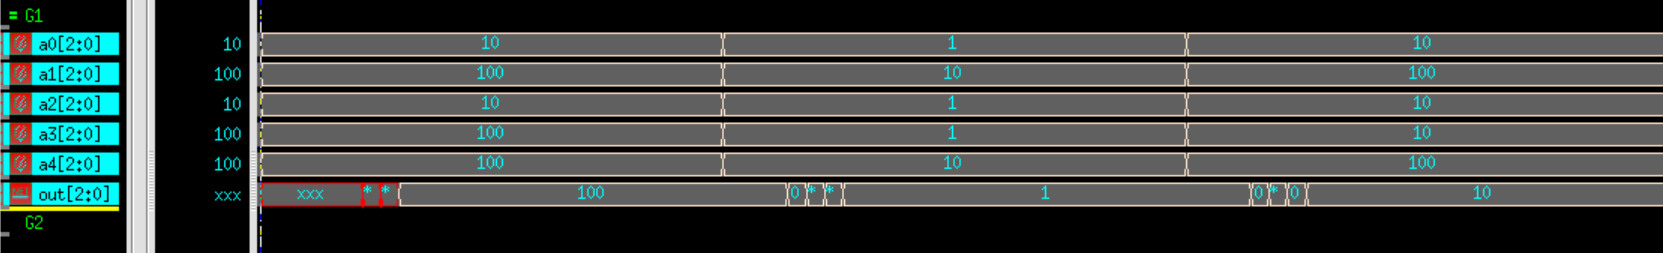 = G1
a0[2:0] 10 10 1 10
a1[2:0] 100 100 10 100
a2[2:0] 10 10 1 10
a3[2:0] 100 100 1 10
a4[2:0] 100 100 10 100
out[2:0] xxx xxx * * 100 0 * * 1 0 * 0 10
G2